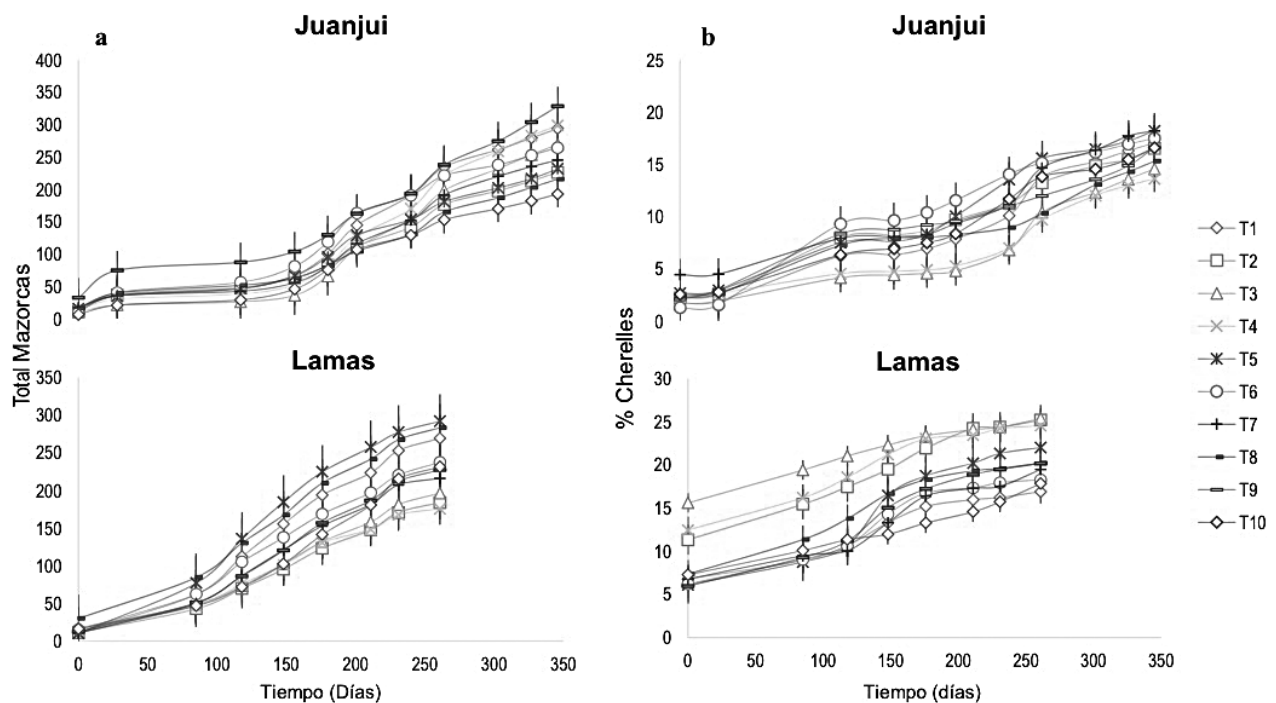 a
Juanjui
Total Mazorcas
400
350
300
250
200
150
100
50
0
Lamas
350
300
250
200
150
100
50
0
0 50 100 150 200 250 300 350
Tiempo (Días)
b
Juanjui
% Cherelles
25
20
15
10
5
0
Lamas
30
25
20
15
10
5
0
0 50 100 150 200 250 300 350
Tiempo (días)
T1
T2
T3
T4
T5
T6
T7
T8
T9
T10